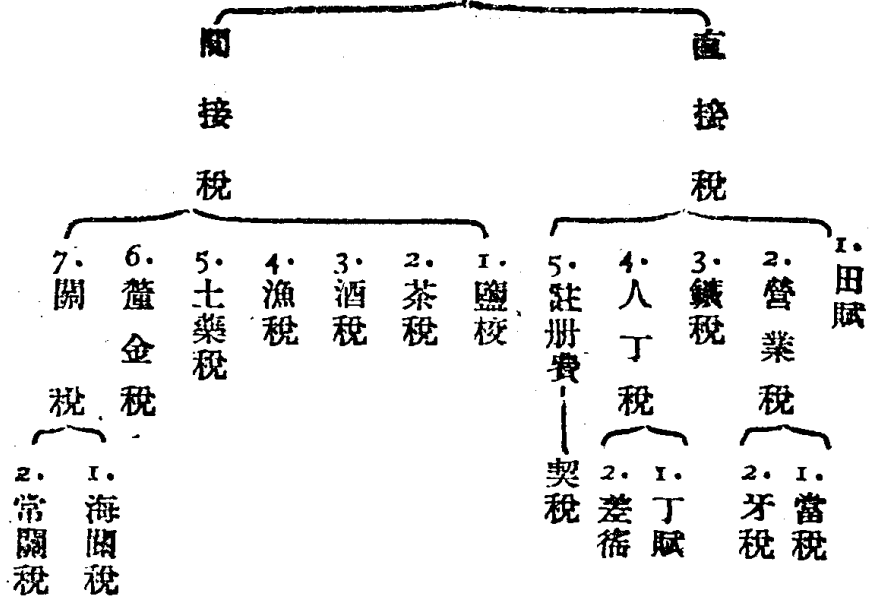 直接稅
1. 田賦
2. 營業稅
1. 當稅
2. 牙稅
3. 鑛稅
4. 人丁稅
1. 丁賦
2. 差徭
5. 註册費
契稅
間接稅
1. 鹽校
2. 茶稅
3. 酒稅
4. 漁稅
5. 土藥稅
6. 釐金稅
7. 關稅
1. 海關稅
2. 常關稅